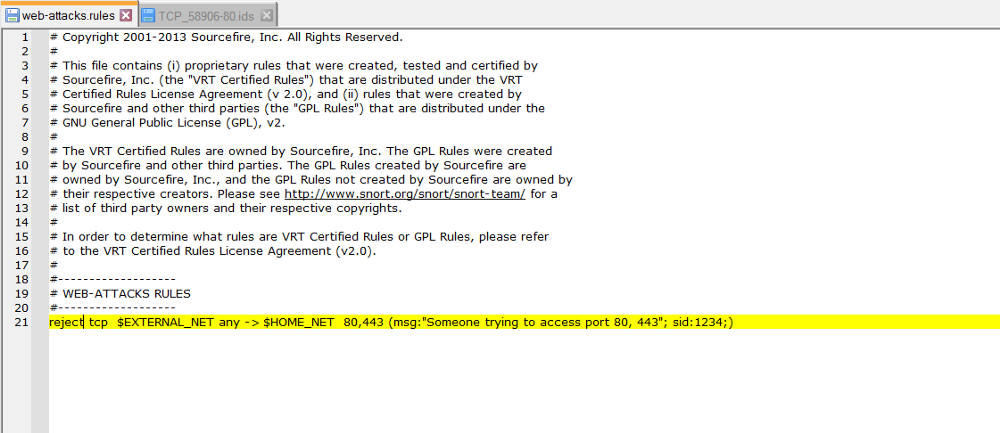 web-attacks.rules TCP_58906-80.ids
1 # Copyright 2001-2013 Sourcefire, Inc. All Rights Reserved.
2 #
3 # This file contains (i) proprietary rules that were created, tested and certified by
4 # Sourcefire, Inc. (the "VRT Certified Rules") that are distributed under the VRT
5 # Certified Rules License Agreement (v 2.0), and (ii) rules that were created by
6 # Sourcefire and other third parties (the "GPL Rules") that are distributed under the
7 # GNU General Public License (GPL), v2.
8 #
9 # The VRT Certified Rules are owned by Sourcefire, Inc. The GPL Rules were created
10 # by Sourcefire and other third parties. The GPL Rules created by Sourcefire are
11 # owned by Sourcefire, Inc., and the GPL Rules not created by Sourcefire are owned by
12 # their respective creators. Please see http://www.snort.org/snort/snort-team/ for a
13 # list of third party owners and their respective copyrights.
14 #
15 # In order to determine what rules are VRT Certified Rules or GPL Rules, please refer
16 # to the VRT Certified Rules License Agreement (v2.0).
17 #
18 #-------------------
19 # WEB-ATTACKS RULES
20 #-------------------
21 reject tcp  $EXTERNAL_NET any -> $HOME_NET  80,443 (msg:"Someone trying to access port 80, 443"; sid:1234;)